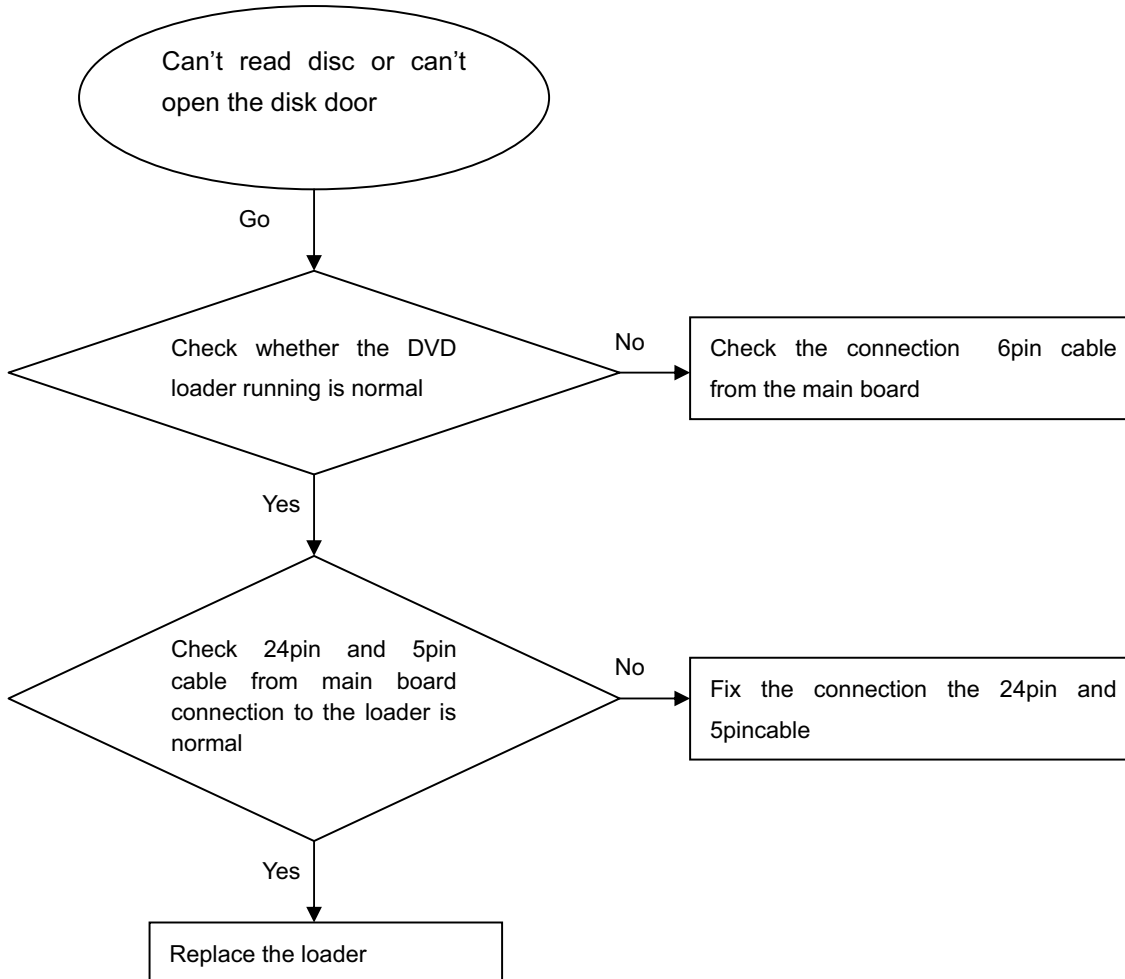 Can't read disc or can't
open the disk door
Go
Check whether the DVD
loader running is normal
No
Check the connection 6pin cable
from the main board
Yes
Check 24pin and 5pin
cable from main board
connection to the loader is
normal
No
Fix the connection the 24pin and
5pincable
Yes
Replace the loader